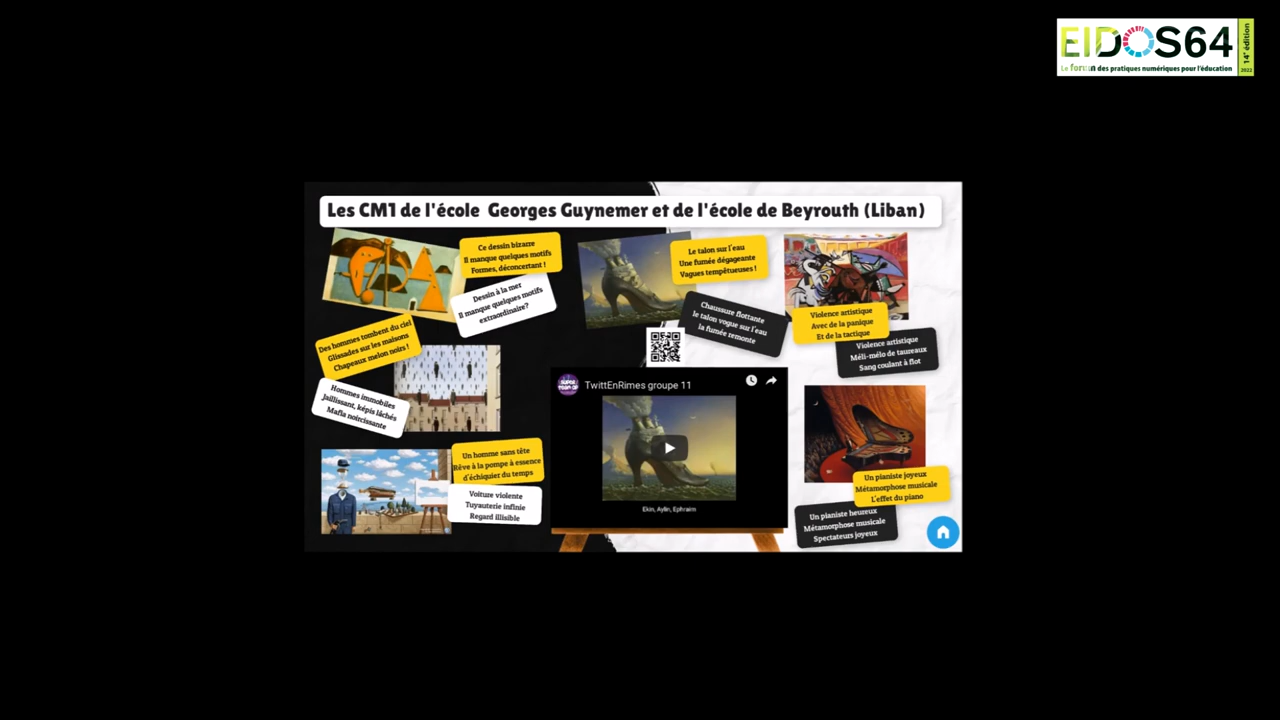 EIDOS64
Le forum des pratiques numériques pour l'éducation
14e édition
2022
Les CM1 de l'école Georges Guynemer et de l'école de Beyrouth (Liban)
Ce dessin bizarre
Il manque quelques motifs
Formes, déconcertant !
Dessin à la mer
Il manque quelques motifs
extraordinaire?
Le talon sur l'eau
Une fumée dégageante
Vagues tempêtueuses !
Chaussure flottante
le talon vogue sur l'eau
la fumée remonte
Violence artistique
Avec de la panique
Et de la tactique
Violence artistique
Méli-mélo de taureaux
Sang coulant à flot
Des hommes tombent du ciel
Glissades sur les maisons
Chapeaux melon noirs !
Hommes immobiles
Jaillissant, képis lâchés
Mafia noircissante
TwittEnRimes groupe 11
Ekin, Aylin, Ephraim
Un homme sans tête
Rêve à la pompe à essence
d'échiquier du temps
Voiture violente
Tuyauterie infinie
Regard illisible
Un pianiste joyeux
Métamorphose musicale
L'effet du piano
Un pianiste heureux
Métamorphose musicale
Spectateurs joyeux